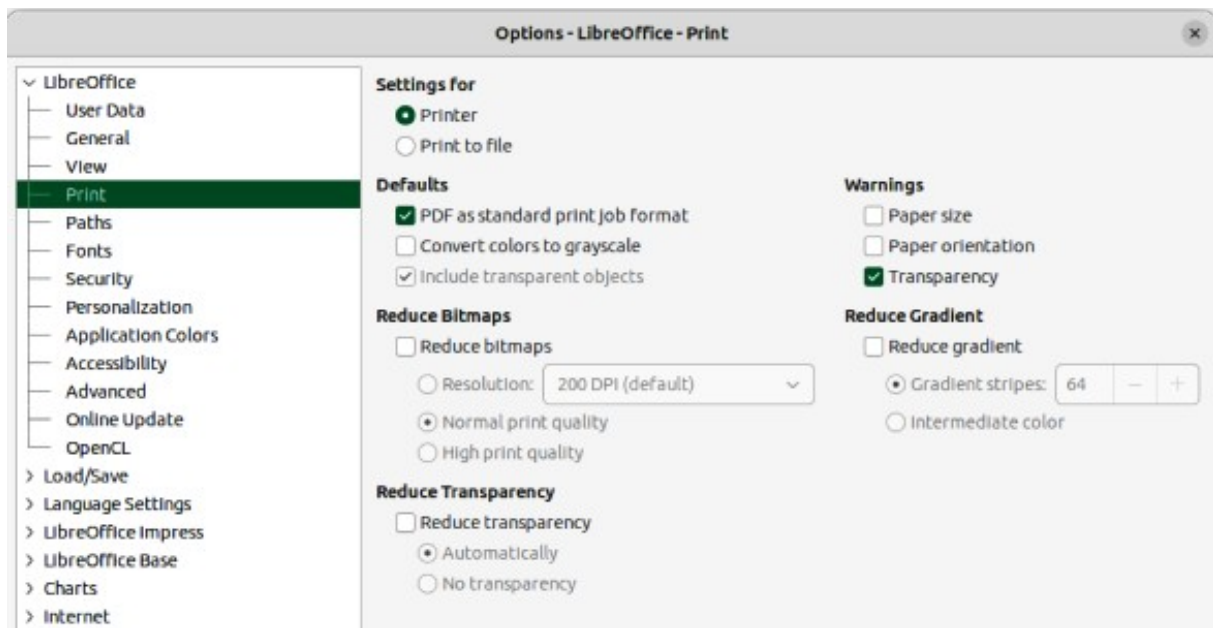 Options - LibreOffice - Print
LibreOffice
User Data
General
View
Print
Paths
Fonts
Security
Personalization
Application Colors
Accessibility
Advanced
Online Update
OpenCL
Load/Save
Language Settings
LibreOffice Impress
LibreOffice Base
Charts
Internet
Settings for
Printer
Print to file
Defaults
PDF as standard print job format
Convert colors to grayscale
Include transparent objects
Warnings
Paper size
Paper orientation
Transparency
Reduce Bitmaps
Reduce bitmaps
Resolution: 200 DPI (default)
Normal print quality
High print quality
Reduce Gradient
Reduce gradient
Gradient stripes: 64
Intermediate color
Reduce Transparency
Reduce transparency
Automatically
No transparency